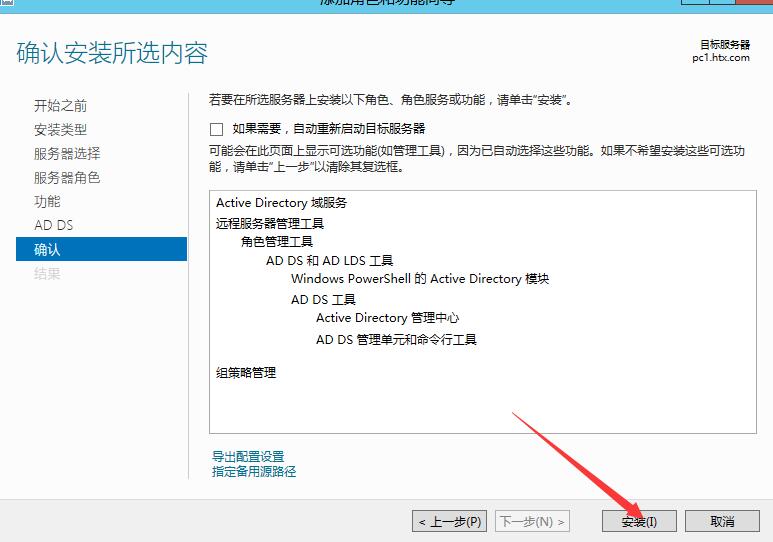 添加角色和功能向导
确认安装所选内容
目标服务器
pc1.htx.com
开始之前
安装类型
服务器选择
服务器角色
功能
AD DS
确认
结果
若要在所选服务器上安装以下角色、角色服务或功能，请单击“安装”。
如果需要，自动重新启动目标服务器
可能会在此页面上显示可选功能(如管理工具)，因为已自动选择这些功能。如果不希望安装这些可选功
能，请单击“上一步”以清除其复选框。
Active Directory 域服务
远程服务器管理工具
角色管理工具
AD DS 和 AD LDS 工具
Windows PowerShell 的 Active Directory 模块
AD DS 工具
Active Directory 管理中心
AD DS 管理单元和命令行工具
组策略管理
导出配置设置
指定备用源路径
< 上一步(P)
下一步(N) >
安装(I)
取消